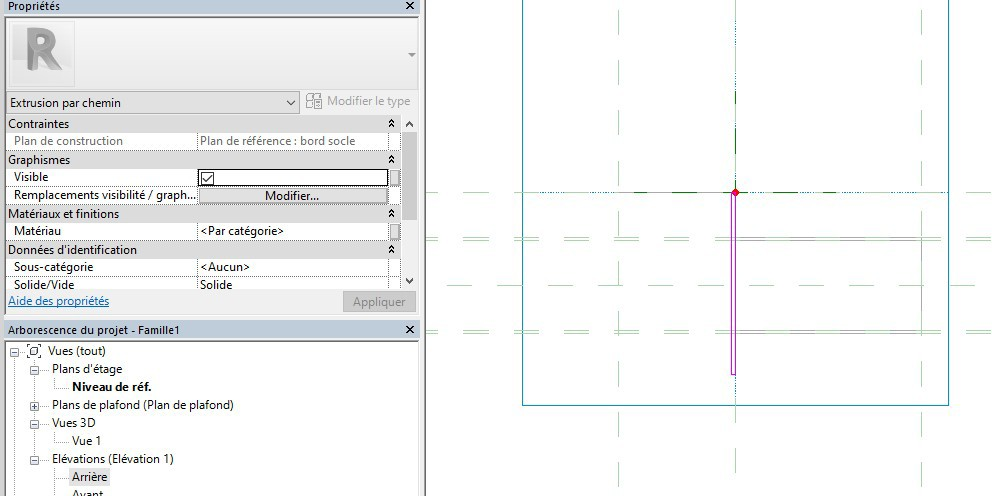 Propriétés
R
Extrusion par chemin
Modifier le type
Contraintes
Plan de construction Plan de référence : bord socle
Graphismes
Visible
Remplacements visibilité / graph... Modifier...
Matériaux et finitions
Matériau <Par catégorie>
Données d'identification
Sous-catégorie <Aucun>
Solide/Vide Solide
Aide des propriétés Appliquer
Arborescence du projet - Famille1
Vues (tout)
Plans d'étage
Niveau de réf.
Plans de plafond (Plan de plafond)
Vues 3D
Vue 1
Elévations (Elévation 1)
Arrière
Avant